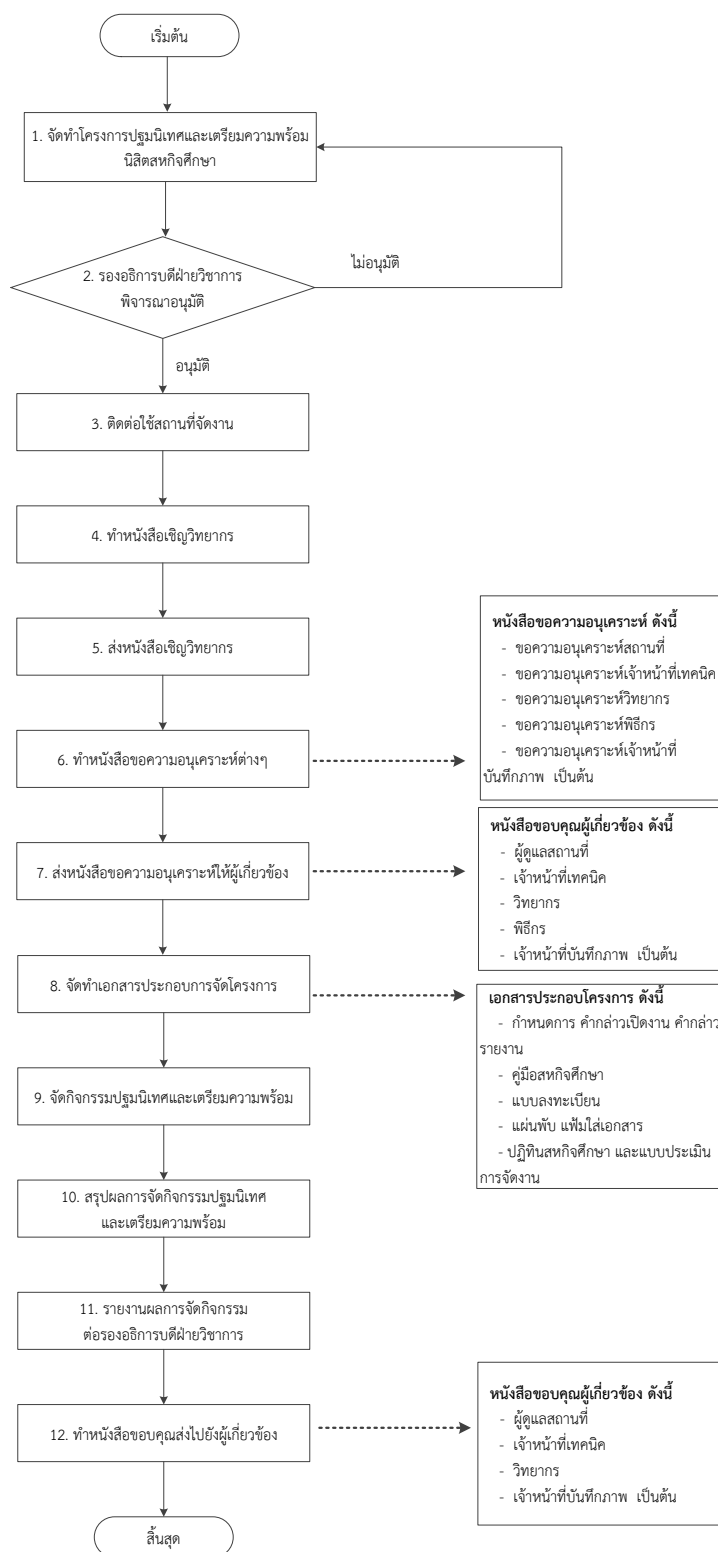 เริ่มต้น
1. จัดทำโครงการปฐมนิเทศและเตรียมความพร้อม
นิสิตสหกิจศึกษา
ไม่อนุมัติ
2. รองอธิการบดีฝ่ายวิชาการ
พิจารณาอนุมัติ
อนุมัติ
3. ติดต่อใช้สถานที่จัดงาน
4. ทำหนังสือเชิญวิทยากร
5. ส่งหนังสือเชิญวิทยากร
6. ทำหนังสือขอความอนุเคราะห์ต่างๆ
หนังสือขอความอนุเคราะห์ ดังนี้
- ขอความอนุเคราะห์สถานที่
- ขอความอนุเคราะห์เจ้าหน้าที่เทคนิค
- ขอความอนุเคราะห์วิทยากร
- ขอความอนุเคราะห์พิธีกร
- ขอความอนุเคราะห์เจ้าหน้าที่
บันทึกภาพ เป็นต้น
7. ส่งหนังสือขอความอนุเคราะห์ให้ผู้เกี่ยวข้อง
หนังสือขอบคุณผู้เกี่ยวข้อง ดังนี้
- ผู้ดูแลสถานที่
- เจ้าหน้าที่เทคนิค
- วิทยากร
- พิธีกร
- เจ้าหน้าที่บันทึกภาพ เป็นต้น
8. จัดทำเอกสารประกอบการจัดโครงการ
เอกสารประกอบโครงการ ดังนี้
- กำหนดการ คำกล่าวเปิดงาน คำกล่าว
รายงาน
- คู่มือสหกิจศึกษา
- แบบลงทะเบียน
- แผ่นพับ แฟ้มใส่เอกสาร
- ปฏิทินสหกิจศึกษา และแบบประเมิน
การจัดงาน
9. จัดกิจกรรมปฐมนิเทศและเตรียมความพร้อม
10. สรุปผลการจัดกิจกรรมปฐมนิเทศ
และเตรียมความพร้อม
11. รายงานผลการจัดกิจกรรม
ต่อรองอธิการบดีฝ่ายวิชาการ
12. ทำหนังสือขอบคุณส่งไปยังผู้เกี่ยวข้อง
หนังสือขอบคุณผู้เกี่ยวข้อง ดังนี้
- ผู้ดูแลสถานที่
- เจ้าหน้าที่เทคนิค
- วิทยากร
- เจ้าหน้าที่บันทึกภาพ เป็นต้น
สิ้นสุด